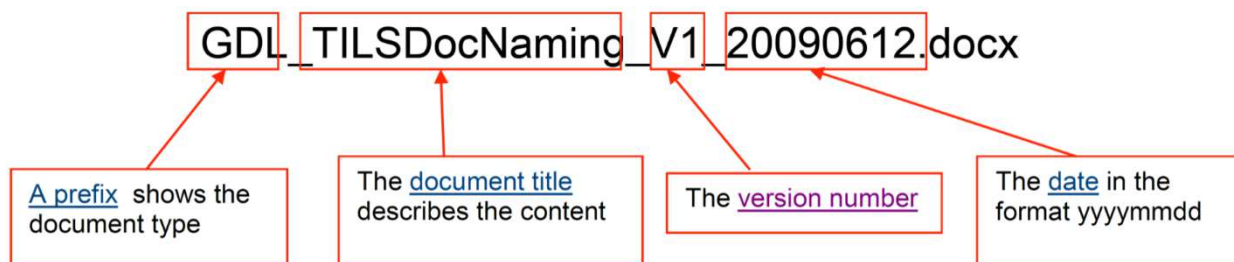 GDL_TILSDocNaming_V1_20090612.docx
A prefix shows the
document type
The document title
describes the content
The version number
The date in the
format yyyymmdd